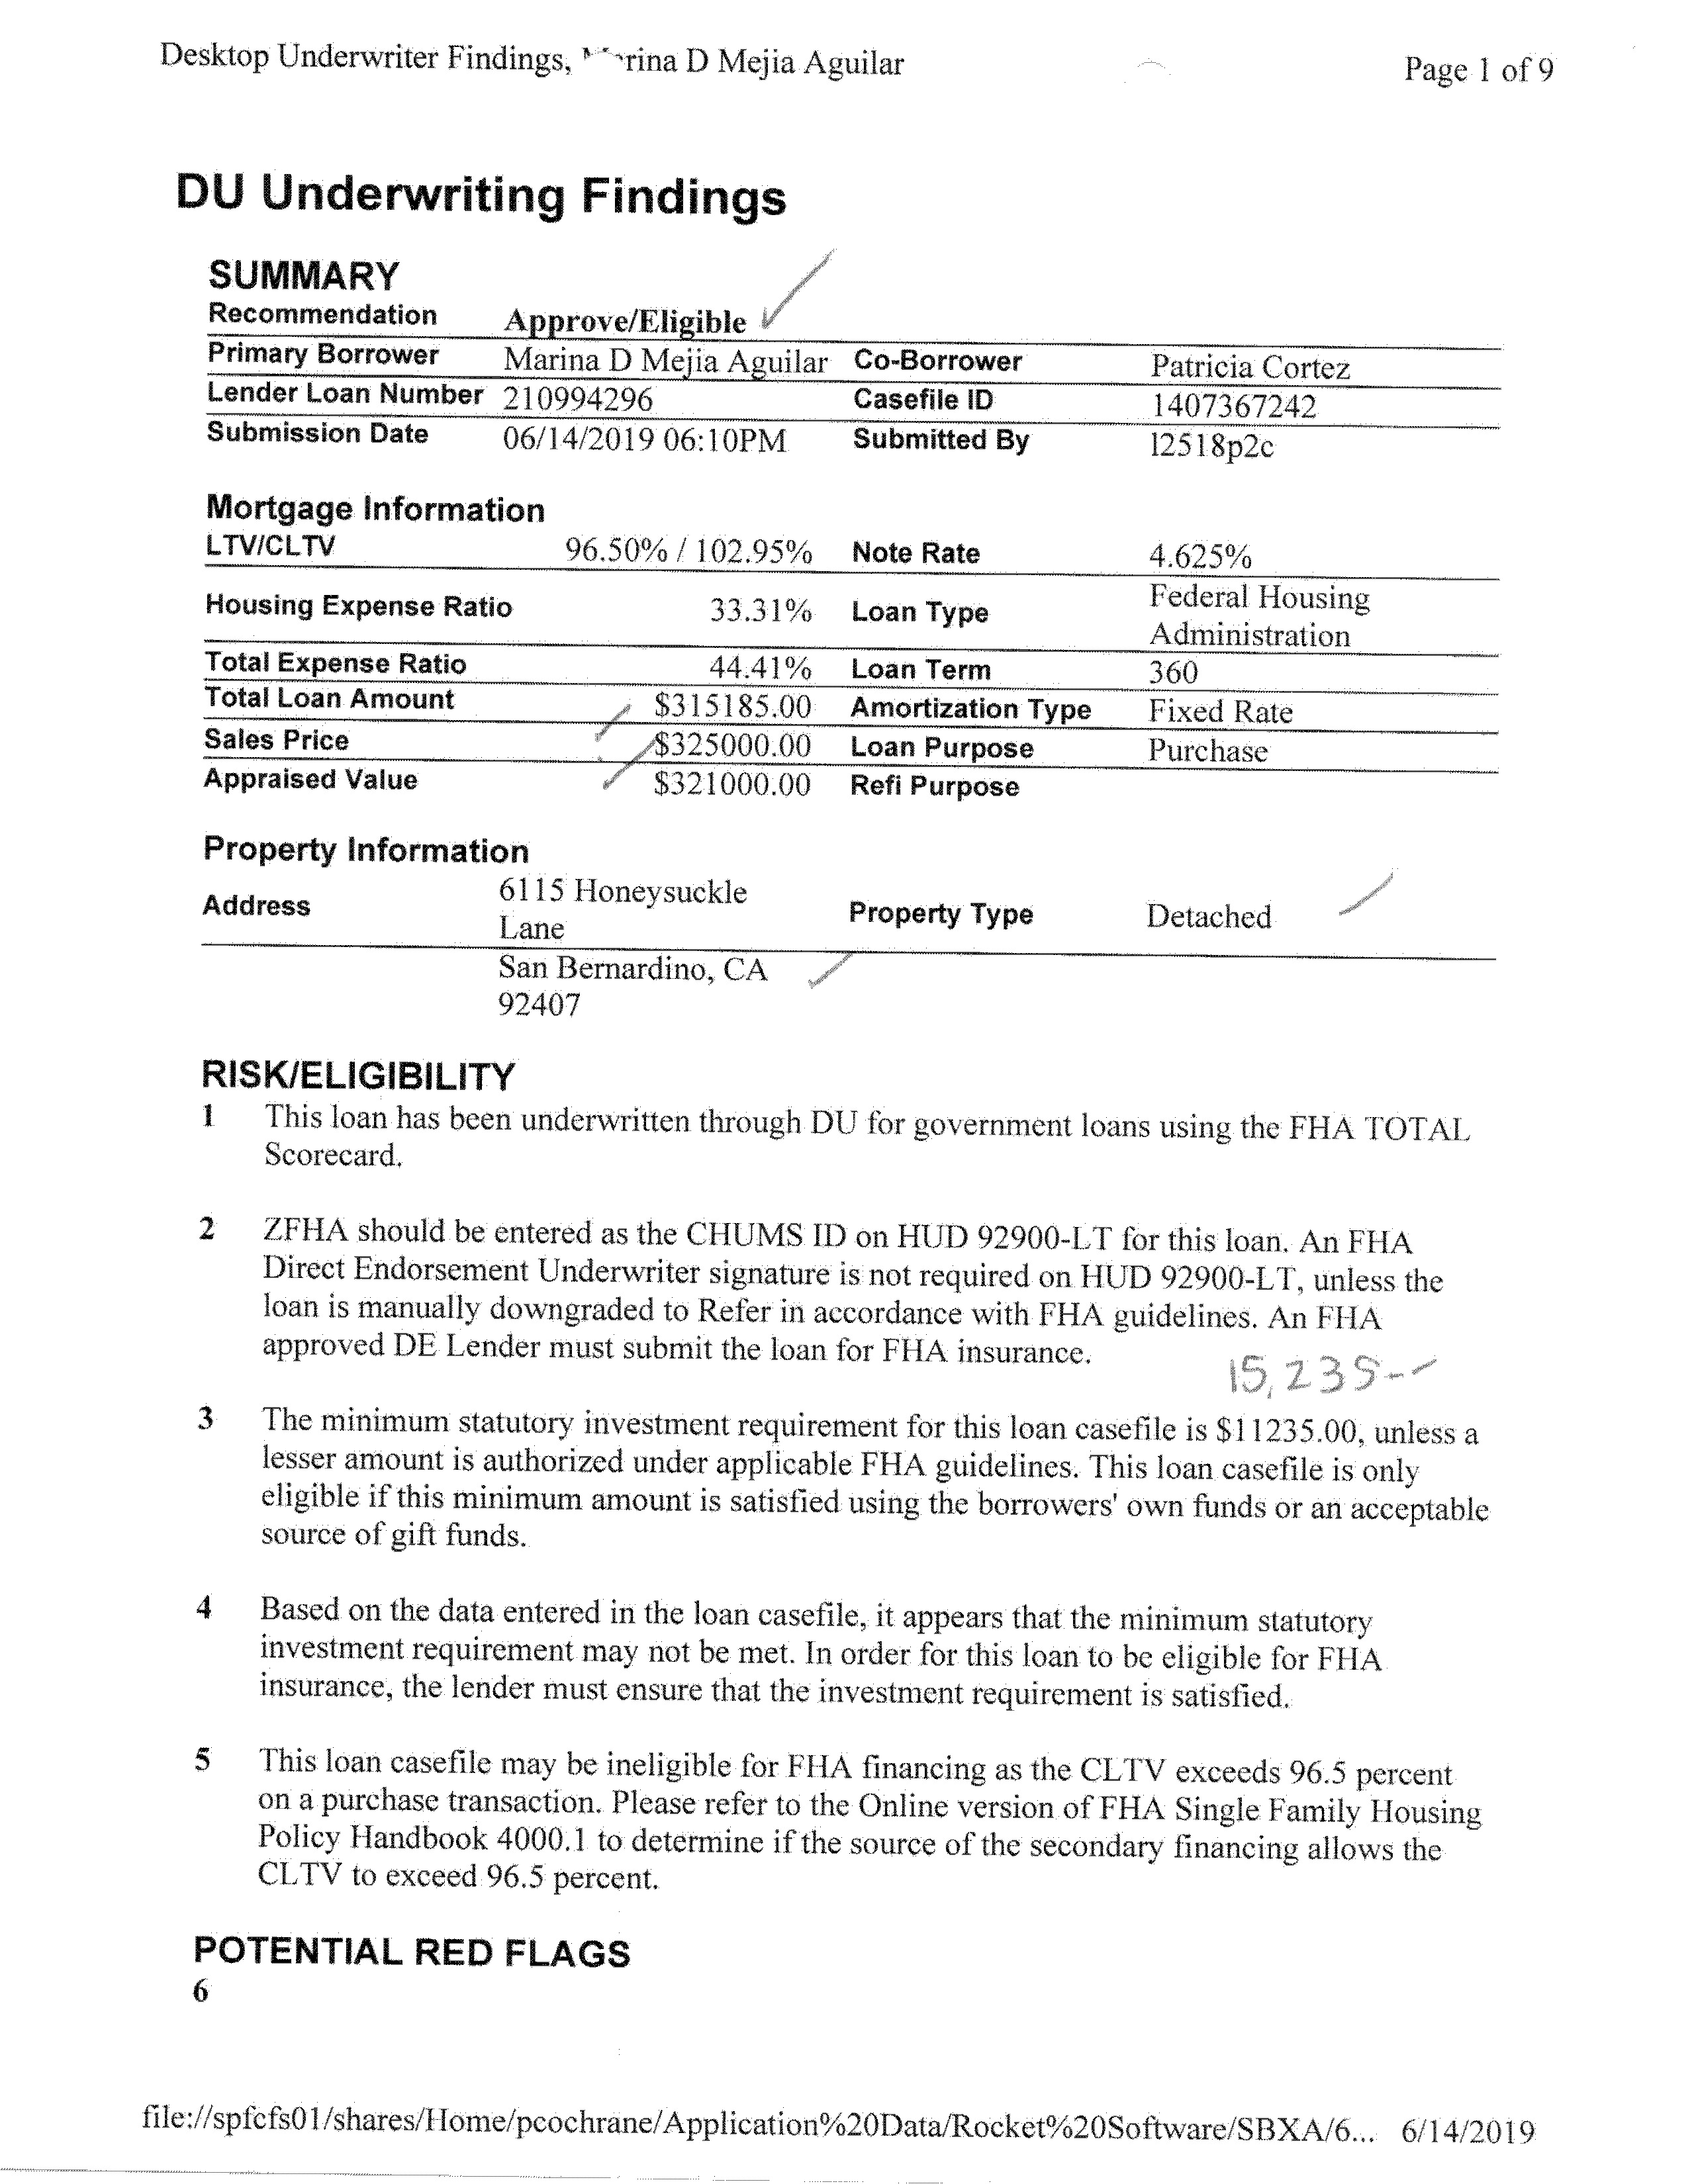 Desktop Underwriter Findings, rina D Mejia Aguilar
Page 1 of 9
DU Underwriting Findings
SUMMARY
Recommendation Approve/Eligible
Primary Borrower Marina D Mejia Aguilar Co-Borrower Patricia Cortez
Lender Loan Number 210994296 Casefile ID 1407367242
Submission Date 06/14/2019 06:10PM Submitted By l2518p2c
Mortgage Information
LTV/CLTV 96.50% / 102.95% Note Rate 4.625%
Housing Expense Ratio 33.31% Loan Type Federal Housing
Administration
Total Expense Ratio 44.41% Loan Term 360
Total Loan Amount $315185.00 Amortization Type Fixed Rate
Sales Price $325000.00 Loan Purpose Purchase
Appraised Value $321000.00 Refi Purpose
Property Information
Address 6115 Honeysuckle
Lane
Property Type Detached
San Bernardino, CA
92407
RISK/ELIGIBILITY
1 This loan has been underwritten through DU for government loans using the FHA TOTAL
Scorecard.
2 ZFHA should be entered as the CHUMS ID on HUD 92900-LT for this loan. An FHA
Direct Endorsement Underwriter signature is not required on HUD 92900-LT, unless the
loan is manually downgraded to Refer in accordance with FHA guidelines. An FHA
approved DE Lender must submit the loan for FHA insurance.
15,235--
3 The minimum statutory investment requirement for this loan casefile is $11235.00, unless a
lesser amount is authorized under applicable FHA guidelines. This loan casefile is only
eligible if this minimum amount is satisfied using the borrowers' own funds or an acceptable
source of gift funds.
4 Based on the data entered in the loan casefile, it appears that the minimum statutory
investment requirement may not be met. In order for this loan to be eligible for FHA
insurance, the lender must ensure that the investment requirement is satisfied.
5 This loan casefile may be ineligible for FHA financing as the CLTV exceeds 96.5 percent
on a purchase transaction. Please refer to the Online version of FHA Single Family Housing
Policy Handbook 4000.1 to determine if the source of the secondary financing allows the
CLTV to exceed 96.5 percent.
POTENTIAL RED FLAGS
6
file://spfcfs01/shares/Home/pcochrane/Application%20Data/Rocket%20Software/SBXA/6... 6/14/2019